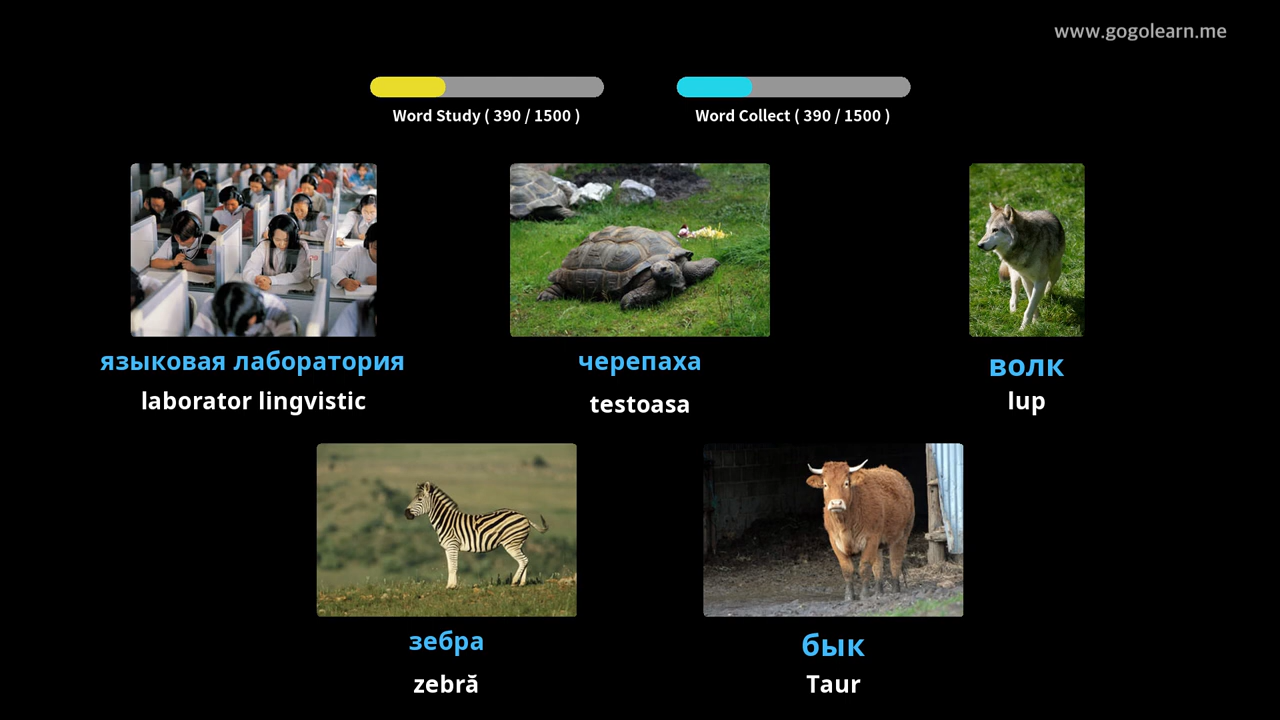 www.gogolearn.me
Word Study ( 390 / 1500 )
Word Collect ( 390 / 1500 )
языковая лаборатория
laborator lingvistic
черепаха
testoasa
волк
lup
зебра
zebră
бык
Taur